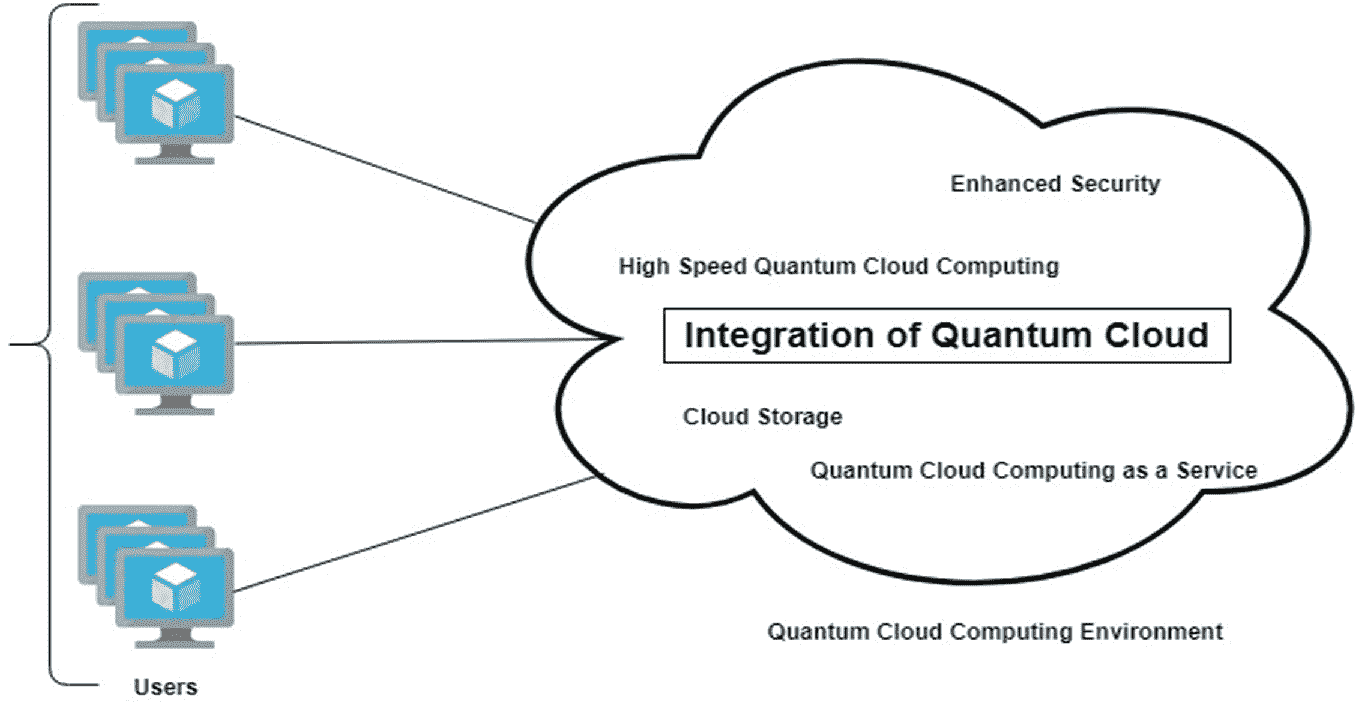 Enhanced Security
High Speed Quantum Cloud Computing
Integration of Quantum Cloud
Cloud Storage
Quantum Cloud Computing as a Service
Quantum Cloud Computing Environment
Users